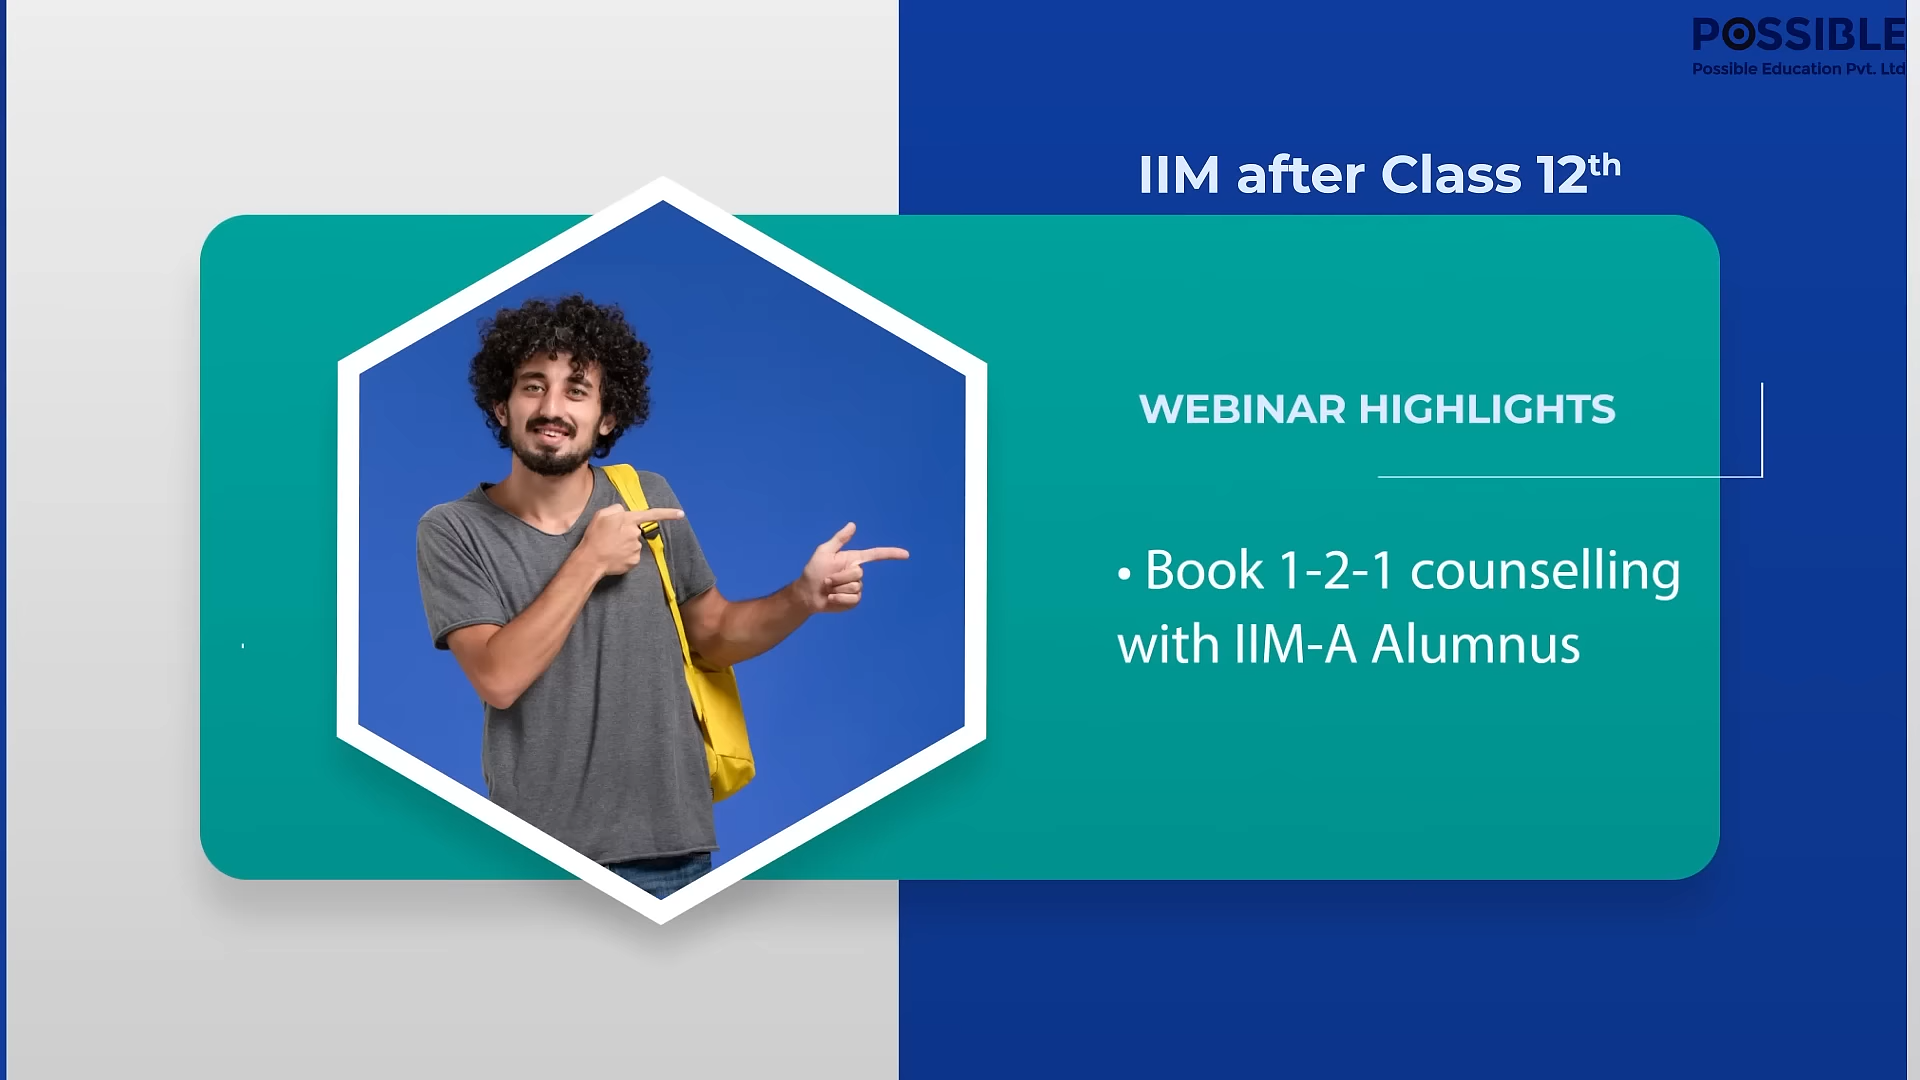 POSSIBLE
Possible Education Pvt. Ltd
IIM after Class 12th
WEBINAR HIGHLIGHTS
• Book 1-2-1 counselling
with IIM-A Alumnus